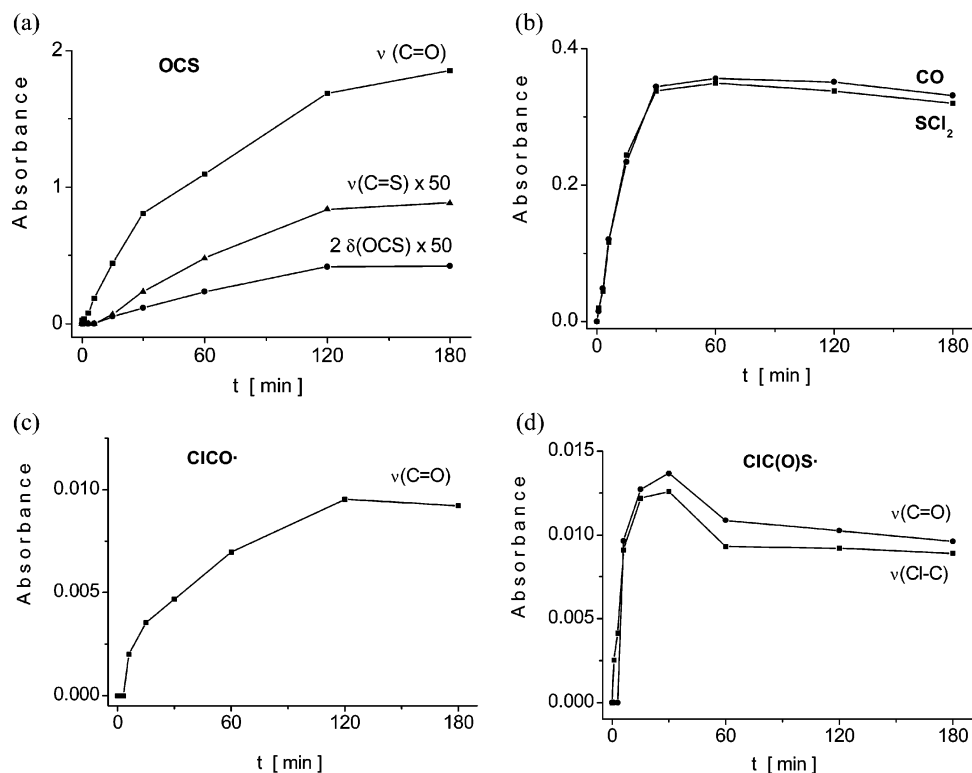 (a)
OCS
ν (C=O)
ν(C=S) x 50
2 δ(OCS) x 50
Absorbance
2
1
0
0 60 120 180
t [ min ]
(b)
CO
SCl₂
Absorbance
0.4
0.2
0.0
0 60 120 180
t [ min ]
(c)
ClCO·
ν(C=O)
Absorbance
0.010
0.005
0.000
0 60 120 180
t [ min ]
(d)
ClC(O)S·
ν(C=O)
ν(Cl-C)
Absorbance
0.015
0.010
0.005
0.000
0 60 120 180
t [ min ]